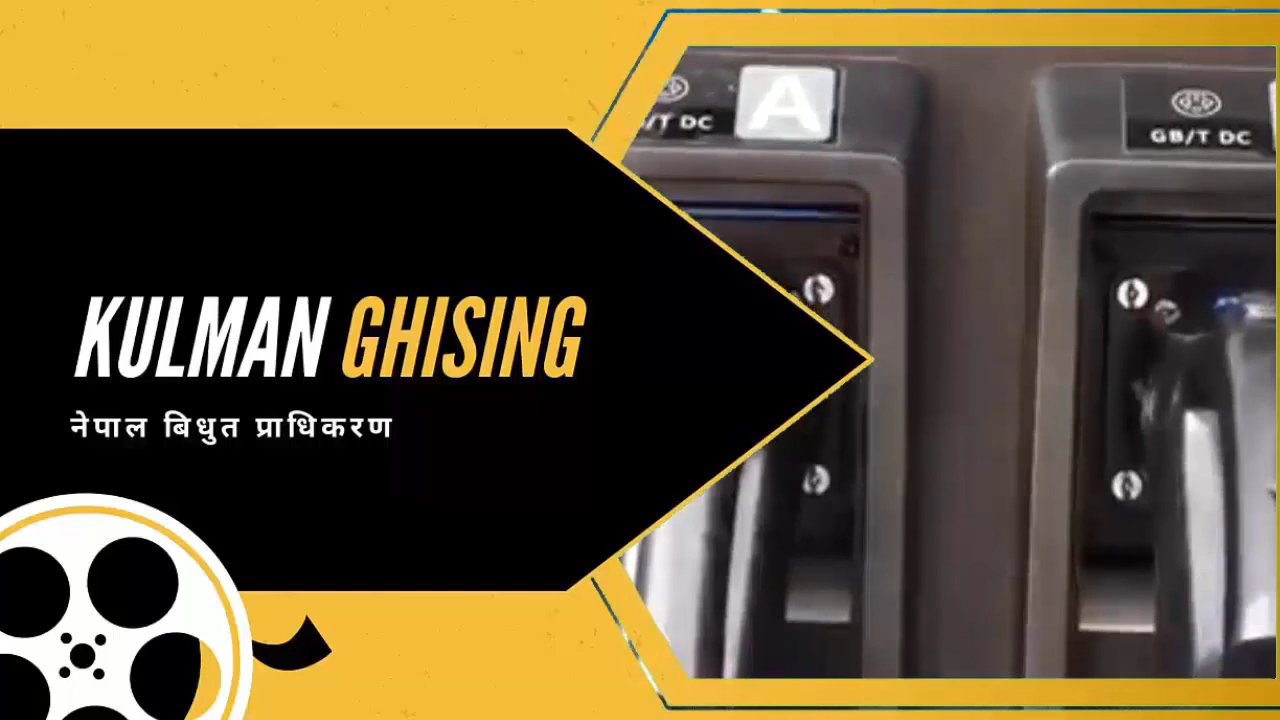 KULMAN GHISING
नेपाल बिधुत प्राधिकरण
/T DC
A
GB/T DC